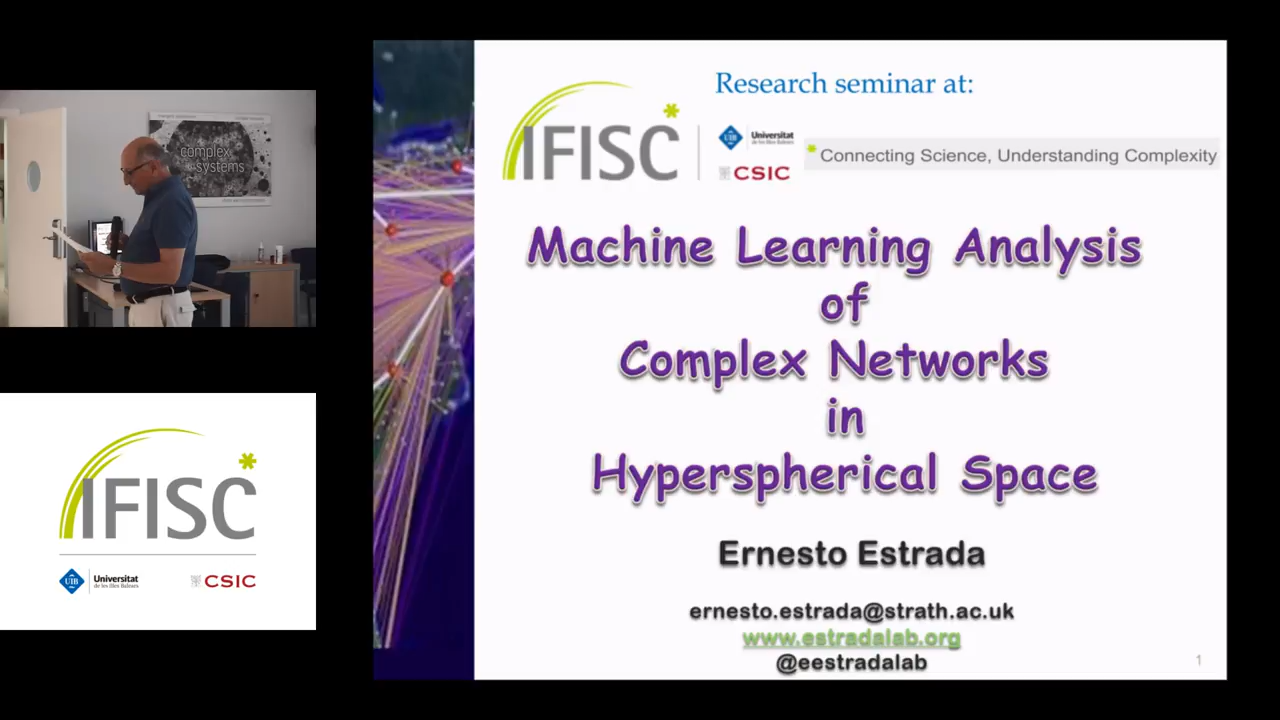 complex
systems
IFISC
UIB
Universitat
de les Illes Balears
CSIC
Research seminar at:
IFISC
UIB
Universitat
de les Illes Balears
CSIC
* Connecting Science, Understanding Complexity
Machine Learning Analysis
of
Complex Networks
in
Hyperspherical Space
Ernesto Estrada
ernesto.estrada@strath.ac.uk
www.estradalab.org
@eestradalab
1